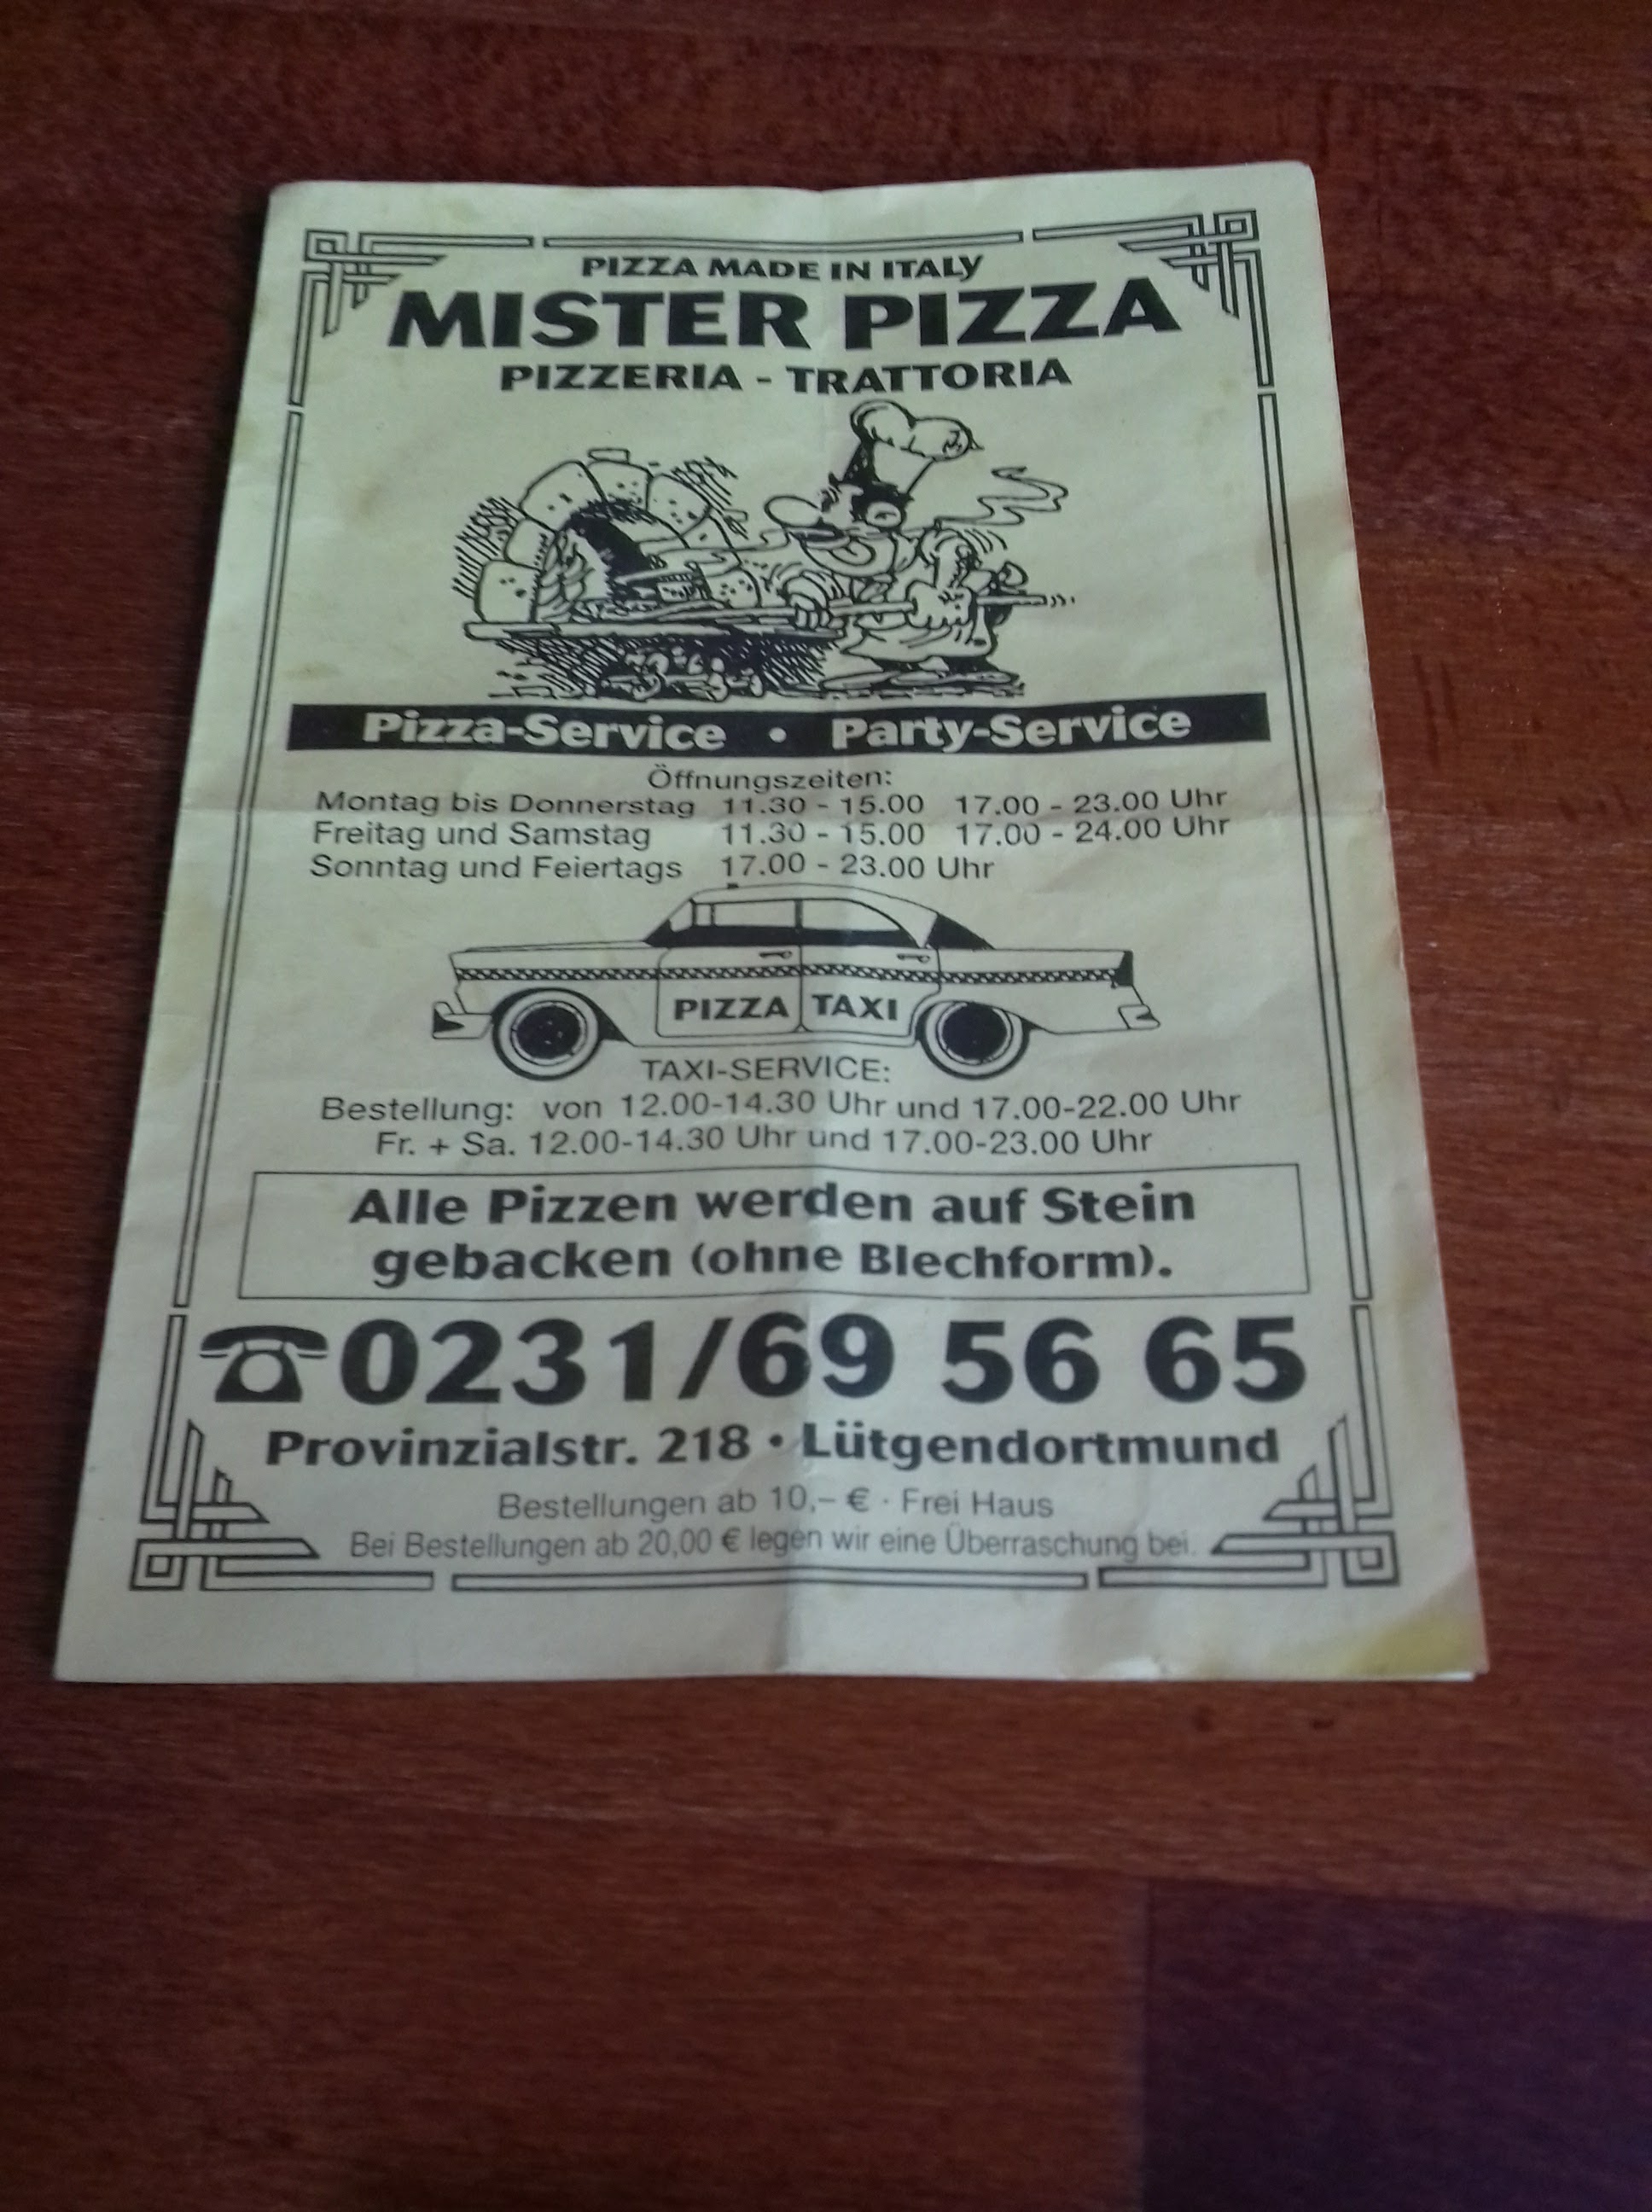 PIZZA MADE IN ITALY
MISTER PIZZA
PIZZERIA - TRATTORIA
Pizza-Service • Party-Service
Öffnungszeiten:
Montag bis Donnerstag 11.30 - 15.00 17.00 - 23.00 Uhr
Freitag und Samstag 11.30 - 15.00 17.00 - 24.00 Uhr
Sonntag und Feiertags 17.00 - 23.00 Uhr
PIZZA TAXI
TAXI-SERVICE:
Bestellung: von 12.00-14.30 Uhr und 17.00-22.00 Uhr
Fr. + Sa. 12.00-14.30 Uhr und 17.00-23.00 Uhr
Alle Pizzen werden auf Stein
gebacken (ohne Blechform).
☎0231/69 56 65
Provinzialstr. 218 • Lütgendortmund
Bestellungen ab 10,– € · Frei Haus
Bei Bestellungen ab 20,00 € legen wir eine Überraschung bei.